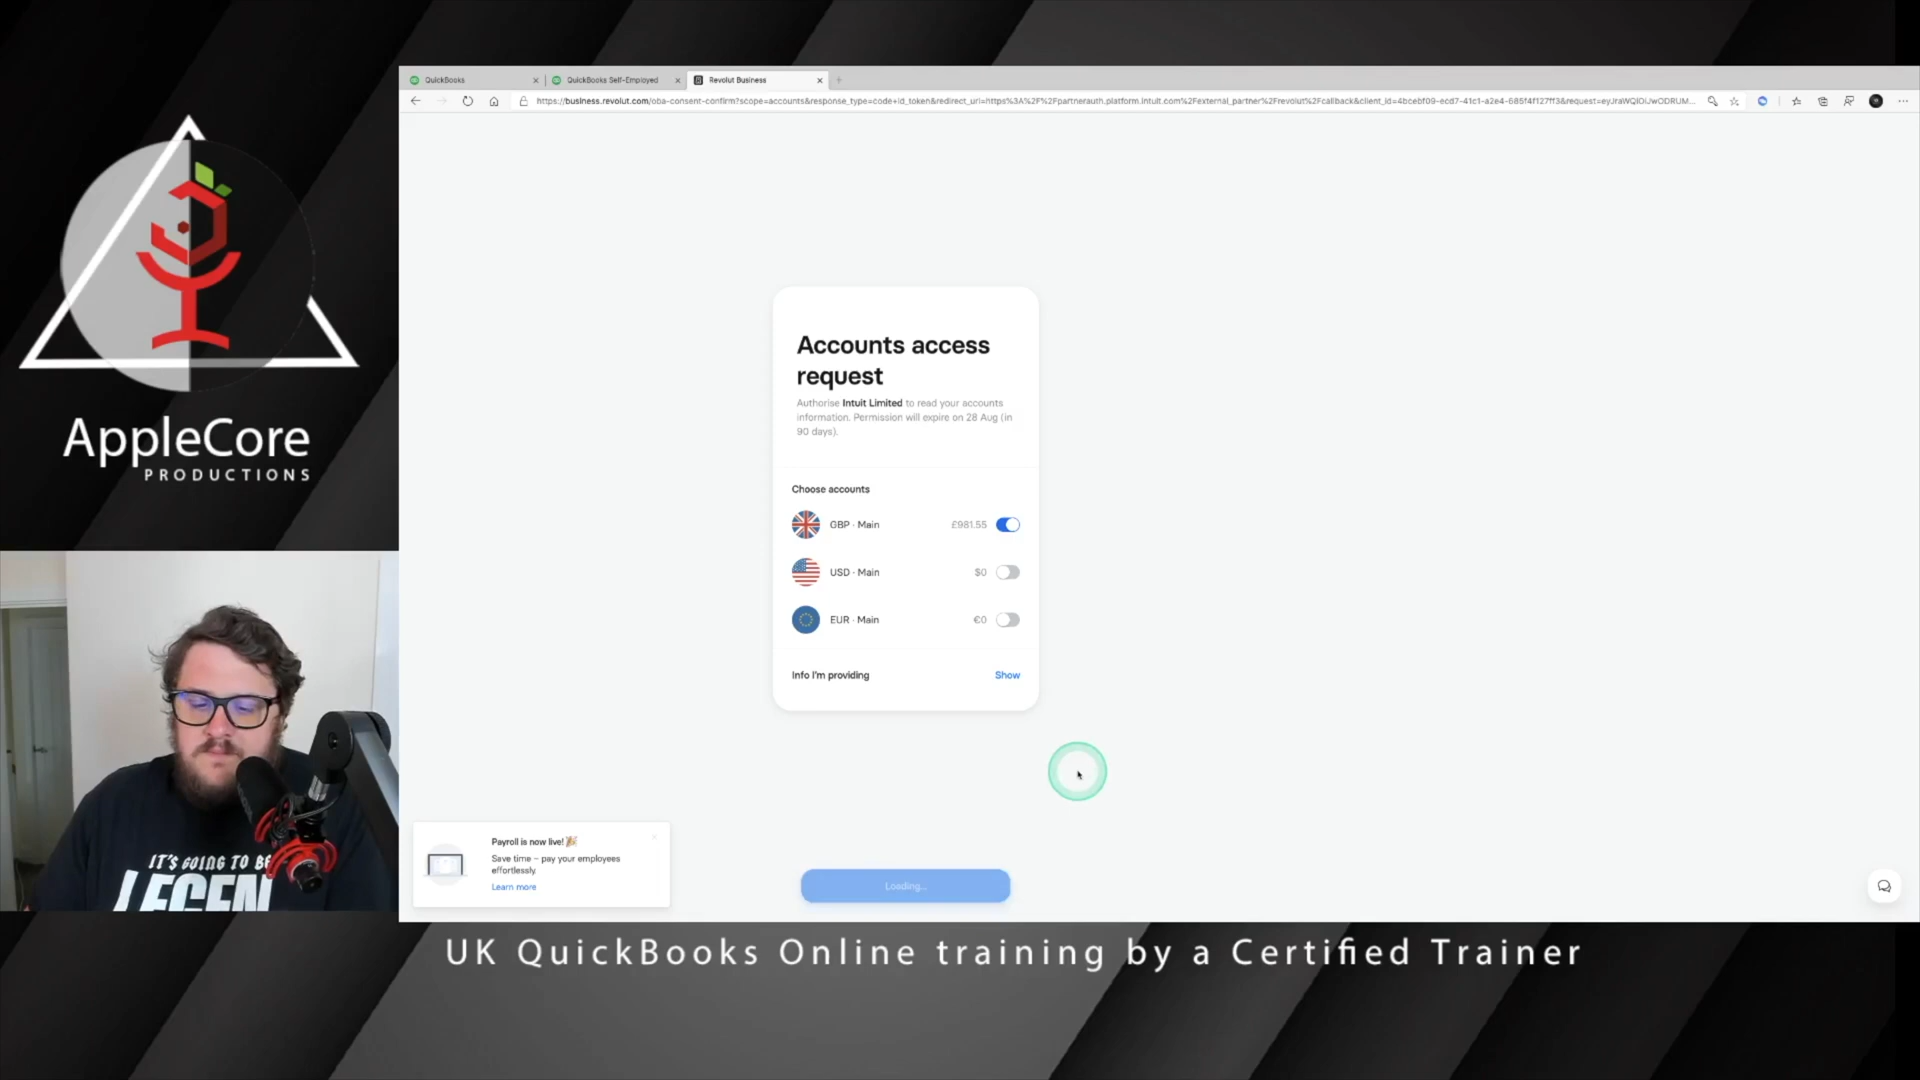 QuickBooks
QuickBooks Self-Employed
Revolut Business
Accounts access
request
Authorise Intuit Limited to read your accounts
information. Permission will expire on 28 Aug (in
90 days).
Choose accounts
GBP · Main £981.55
USD · Main $0
EUR · Main €0
Info I'm providing Show
Loading...
Payroll is now live!
Save time – pay your employees
effortlessly.
Learn more
AppleCore
PRODUCTIONS
IT'S GOING TO BE
LEGEN
UK QuickBooks Online training by a Certified Trainer